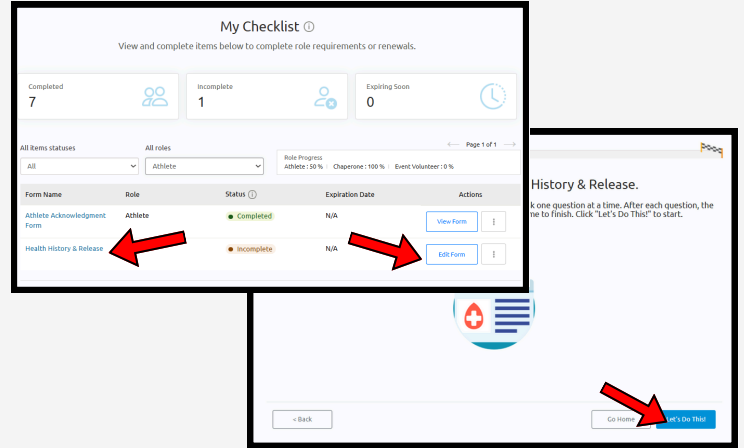 My Checklist
View and complete items below to complete role requirements or renewals.
Completed
7
Incomplete
1
Expiring Soon
0
All items statuses
All roles
Page 1 of 1
All
Athlete
Role Progress
Athlete : 50 % Chaperone : 100 % Event Volunteer : 0 %
Form Name Role Status Expiration Date Actions
Athlete Acknowledgment Form
Athlete
Completed
N/A
View Form
Health History & Release
Incomplete
N/A
Edit Form
History & Release.
k one question at a time. After each question, the
me to finish. Click "Let's Do This!" to start.
< Back
Go Home
Let's Do This!